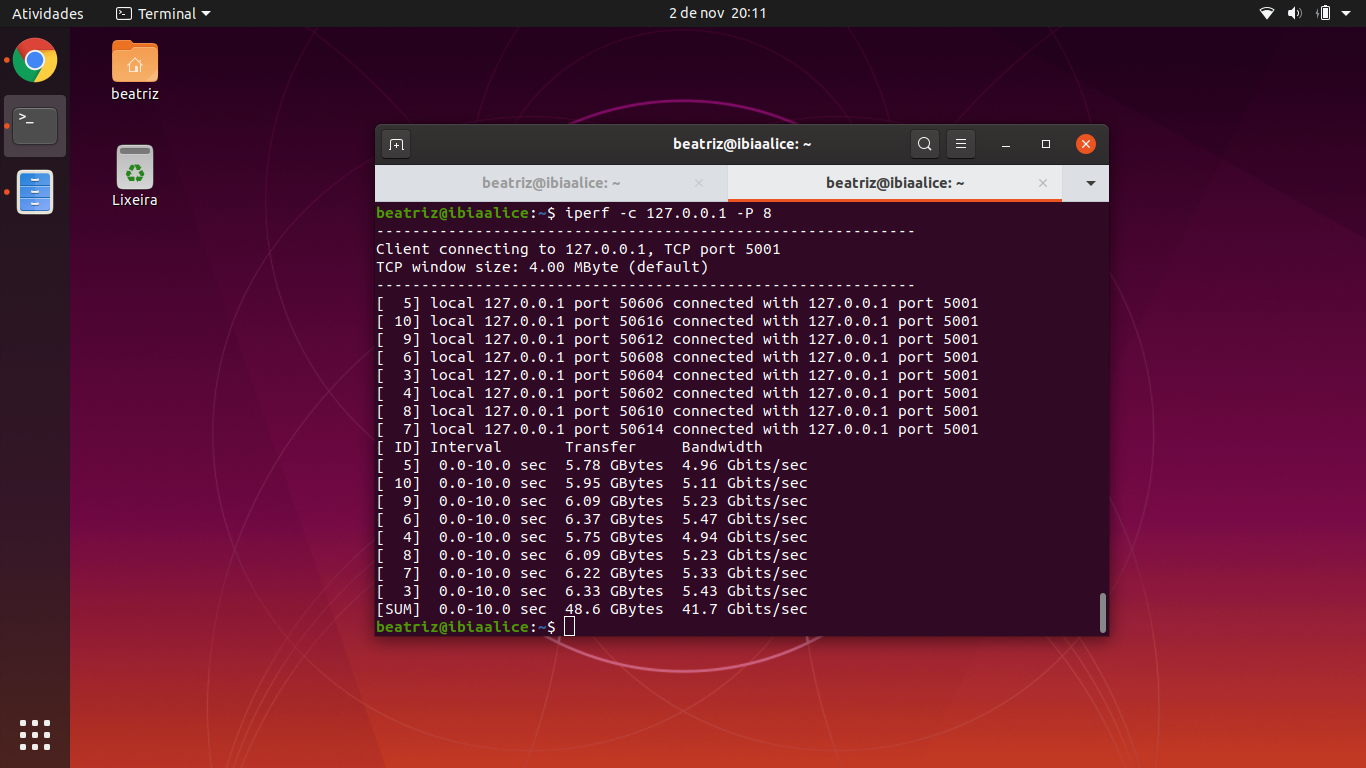 Atividades
Terminal
2 de nov 20:11
beatriz
Lixeira
beatriz@ibiaalice: ~
beatriz@ibiaalice: ~
beatriz@ibiaalice: ~
beatriz@ibiaalice:~$ iperf -c 127.0.0.1 -P 8
------------------------------------------------------------
Client connecting to 127.0.0.1, TCP port 5001
TCP window size: 4.00 MByte (default)
------------------------------------------------------------
[  5] local 127.0.0.1 port 50606 connected with 127.0.0.1 port 5001
[ 10] local 127.0.0.1 port 50616 connected with 127.0.0.1 port 5001
[  9] local 127.0.0.1 port 50612 connected with 127.0.0.1 port 5001
[  6] local 127.0.0.1 port 50608 connected with 127.0.0.1 port 5001
[  3] local 127.0.0.1 port 50604 connected with 127.0.0.1 port 5001
[  4] local 127.0.0.1 port 50602 connected with 127.0.0.1 port 5001
[  8] local 127.0.0.1 port 50610 connected with 127.0.0.1 port 5001
[  7] local 127.0.0.1 port 50614 connected with 127.0.0.1 port 5001
[ ID] Interval       Transfer     Bandwidth
[  5]  0.0-10.0 sec  5.78 GBytes  4.96 Gbits/sec
[ 10]  0.0-10.0 sec  5.95 GBytes  5.11 Gbits/sec
[  9]  0.0-10.0 sec  6.09 GBytes  5.23 Gbits/sec
[  6]  0.0-10.0 sec  6.37 GBytes  5.47 Gbits/sec
[  4]  0.0-10.0 sec  5.75 GBytes  4.94 Gbits/sec
[  8]  0.0-10.0 sec  6.09 GBytes  5.23 Gbits/sec
[  7]  0.0-10.0 sec  6.22 GBytes  5.33 Gbits/sec
[  3]  0.0-10.0 sec  6.33 GBytes  5.43 Gbits/sec
[SUM]  0.0-10.0 sec  48.6 GBytes  41.7 Gbits/sec
beatriz@ibiaalice:~$